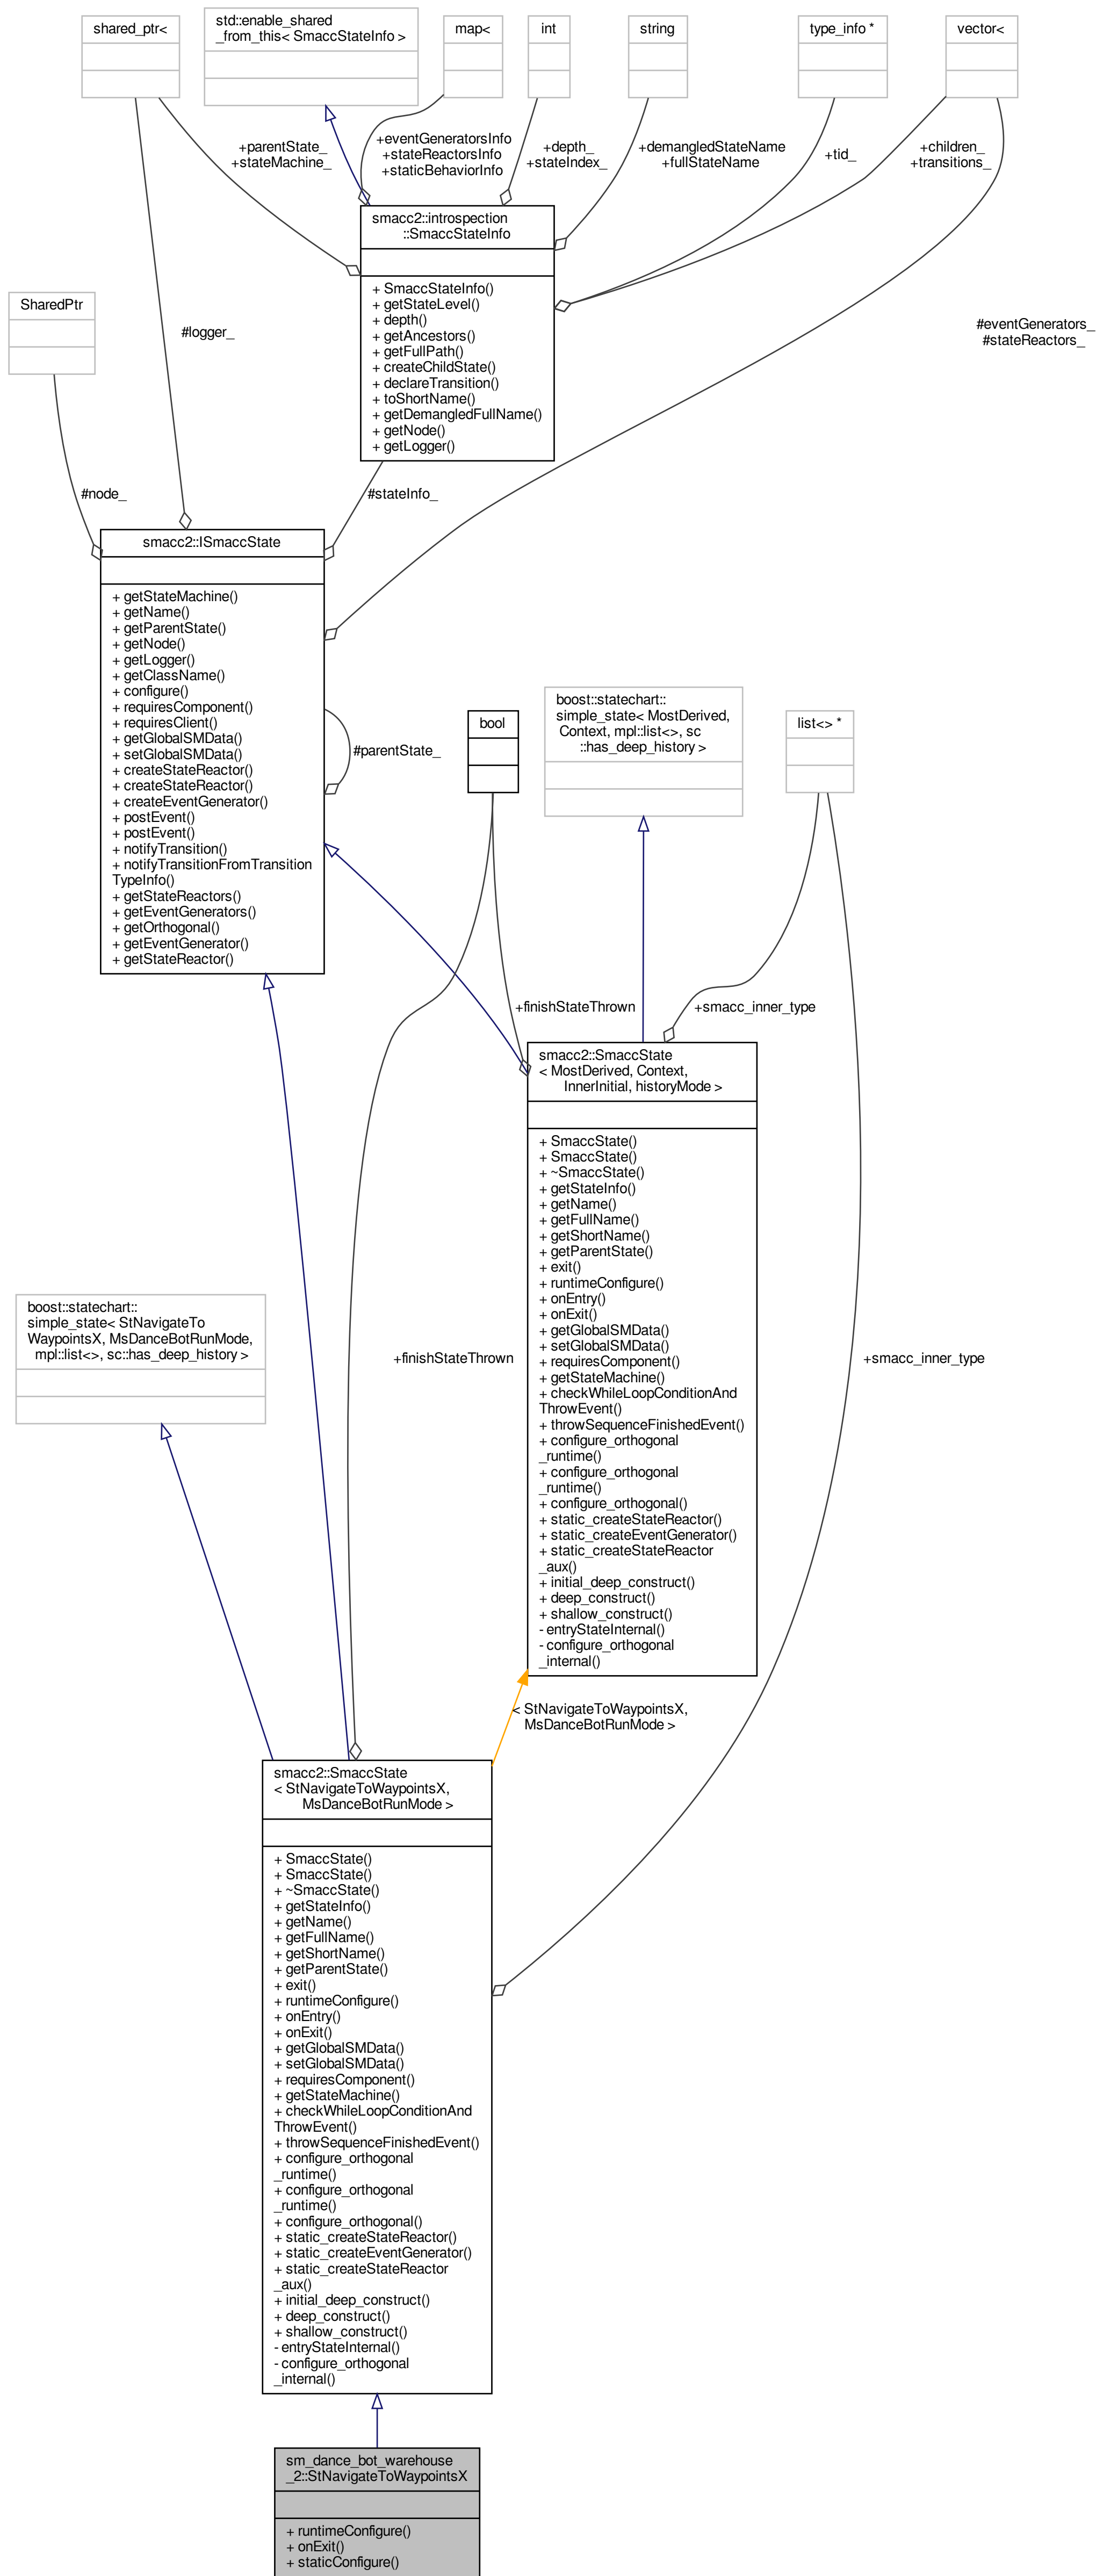 shared_ptr<
std::enable_shared
_from_this< SmaccStateInfo >
map<
int
string
type_info *
vector<
+parentState_
+stateMachine_
+eventGeneratorsInfo
+stateReactorsInfo
+staticBehaviorInfo
+depth_
+stateIndex_
+demangledStateName
+fullStateName
+tid_
+children_
+transitions_
smacc2::introspection
::SmaccStateInfo
+ SmaccStateInfo()
+ getStateLevel()
+ depth()
+ getAncestors()
+ getFullPath()
+ createChildState()
+ declareTransition()
+ toShortName()
+ getDemangledFullName()
+ getNode()
+ getLogger()
SharedPtr
#logger_
#eventGenerators_
#stateReactors_
#node_
#stateInfo_
smacc2::ISmaccState
+ getStateMachine()
+ getName()
+ getParentState()
+ getNode()
+ getLogger()
+ getClassName()
+ configure()
+ requiresComponent()
+ requiresClient()
+ getGlobalSMData()
+ setGlobalSMData()
+ createStateReactor()
+ createStateReactor()
+ createEventGenerator()
+ postEvent()
+ postEvent()
+ notifyTransition()
+ notifyTransitionFromTransition
TypeInfo()
+ getStateReactors()
+ getEventGenerators()
+ getOrthogonal()
+ getEventGenerator()
+ getStateReactor()
#parentState_
bool
boost::statechart::
simple_state< MostDerived,
Context, mpl::list<>, sc
::has_deep_history >
list<> *
+finishStateThrown
+smacc_inner_type
smacc2::SmaccState
< MostDerived, Context,
InnerInitial, historyMode >
+ SmaccState()
+ SmaccState()
+ ~SmaccState()
+ getStateInfo()
+ getName()
+ getFullName()
+ getShortName()
+ getParentState()
+ exit()
+ runtimeConfigure()
+ onEntry()
+ onExit()
+ getGlobalSMData()
+ setGlobalSMData()
+ requiresComponent()
+ getStateMachine()
+ checkWhileLoopConditionAnd
ThrowEvent()
+ throwSequenceFinishedEvent()
+ configure_orthogonal
_runtime()
+ configure_orthogonal
_runtime()
+ configure_orthogonal()
+ static_createStateReactor()
+ static_createEventGenerator()
+ static_createStateReactor
_aux()
+ initial_deep_construct()
+ deep_construct()
+ shallow_construct()
- entryStateInternal()
- configure_orthogonal
_internal()
boost::statechart::
simple_state< StNavigateTo
WaypointsX, MsDanceBotRunMode,
mpl::list<>, sc::has_deep_history >
+finishStateThrown
+smacc_inner_type
< StNavigateToWaypointsX,
MsDanceBotRunMode >
smacc2::SmaccState
< StNavigateToWaypointsX,
MsDanceBotRunMode >
+ SmaccState()
+ SmaccState()
+ ~SmaccState()
+ getStateInfo()
+ getName()
+ getFullName()
+ getShortName()
+ getParentState()
+ exit()
+ runtimeConfigure()
+ onEntry()
+ onExit()
+ getGlobalSMData()
+ setGlobalSMData()
+ requiresComponent()
+ getStateMachine()
+ checkWhileLoopConditionAnd
ThrowEvent()
+ throwSequenceFinishedEvent()
+ configure_orthogonal
_runtime()
+ configure_orthogonal
_runtime()
+ configure_orthogonal()
+ static_createStateReactor()
+ static_createEventGenerator()
+ static_createStateReactor
_aux()
+ initial_deep_construct()
+ deep_construct()
+ shallow_construct()
- entryStateInternal()
- configure_orthogonal
_internal()
sm_dance_bot_warehouse
_2::StNavigateToWaypointsX
+ runtimeConfigure()
+ onExit()
+ staticConfigure()